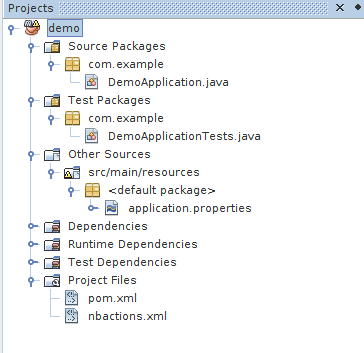 Projects
demo
Source Packages
com.example
DemoApplication.java
Test Packages
com.example
DemoApplicationTests.java
Other Sources
src/main/resources
<default package>
application.properties
Dependencies
Runtime Dependencies
Test Dependencies
Project Files
pom.xml
nbactions.xml